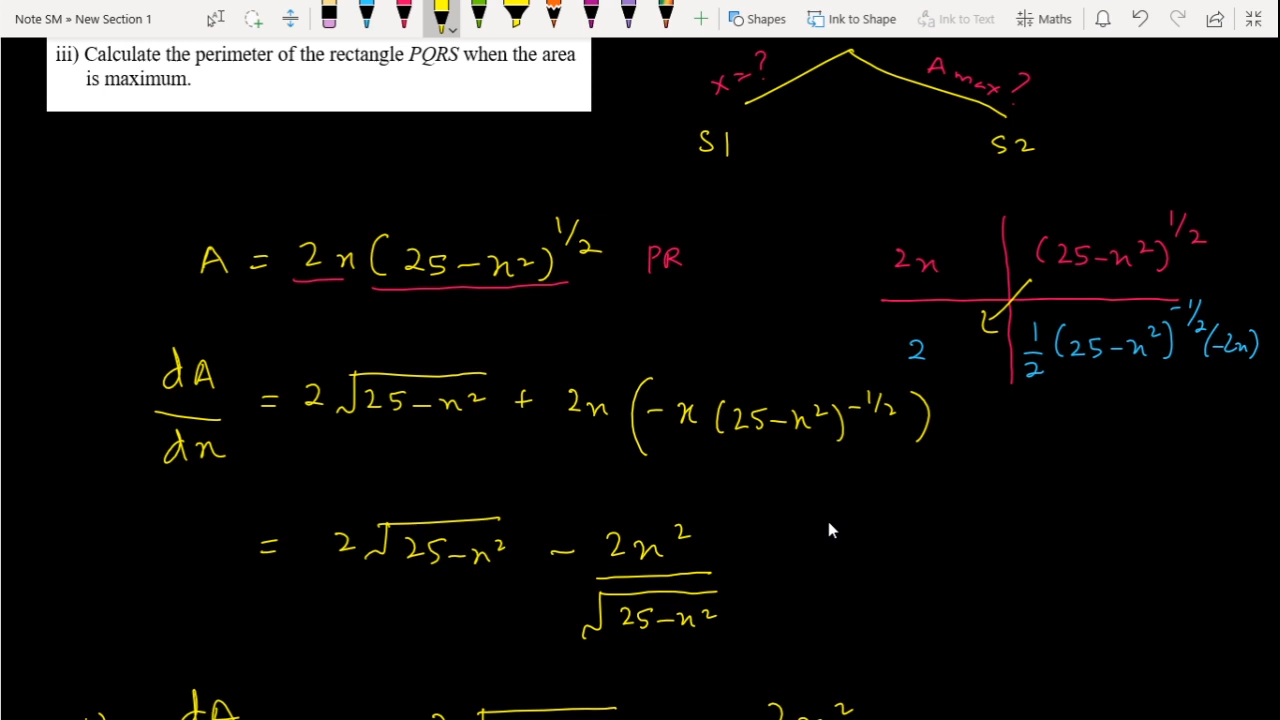 Note SM » New Section 1
Shapes Ink to Shape Ink to Text Maths
iii) Calculate the perimeter of the rectangle PQRS when the area
is maximum.
x = ? A max ?
S1 S2
A = 2x(25-x²)^1/2 PR
2x | (25-x²)^1/2
2 | 1/2 (25-x²)^-1/2 (-2x)
dA/dx = 2√25-x² + 2x (-x (25-x²)^-1/2)
= 2√25-x² - 2x²/√25-x²
dA 2x²